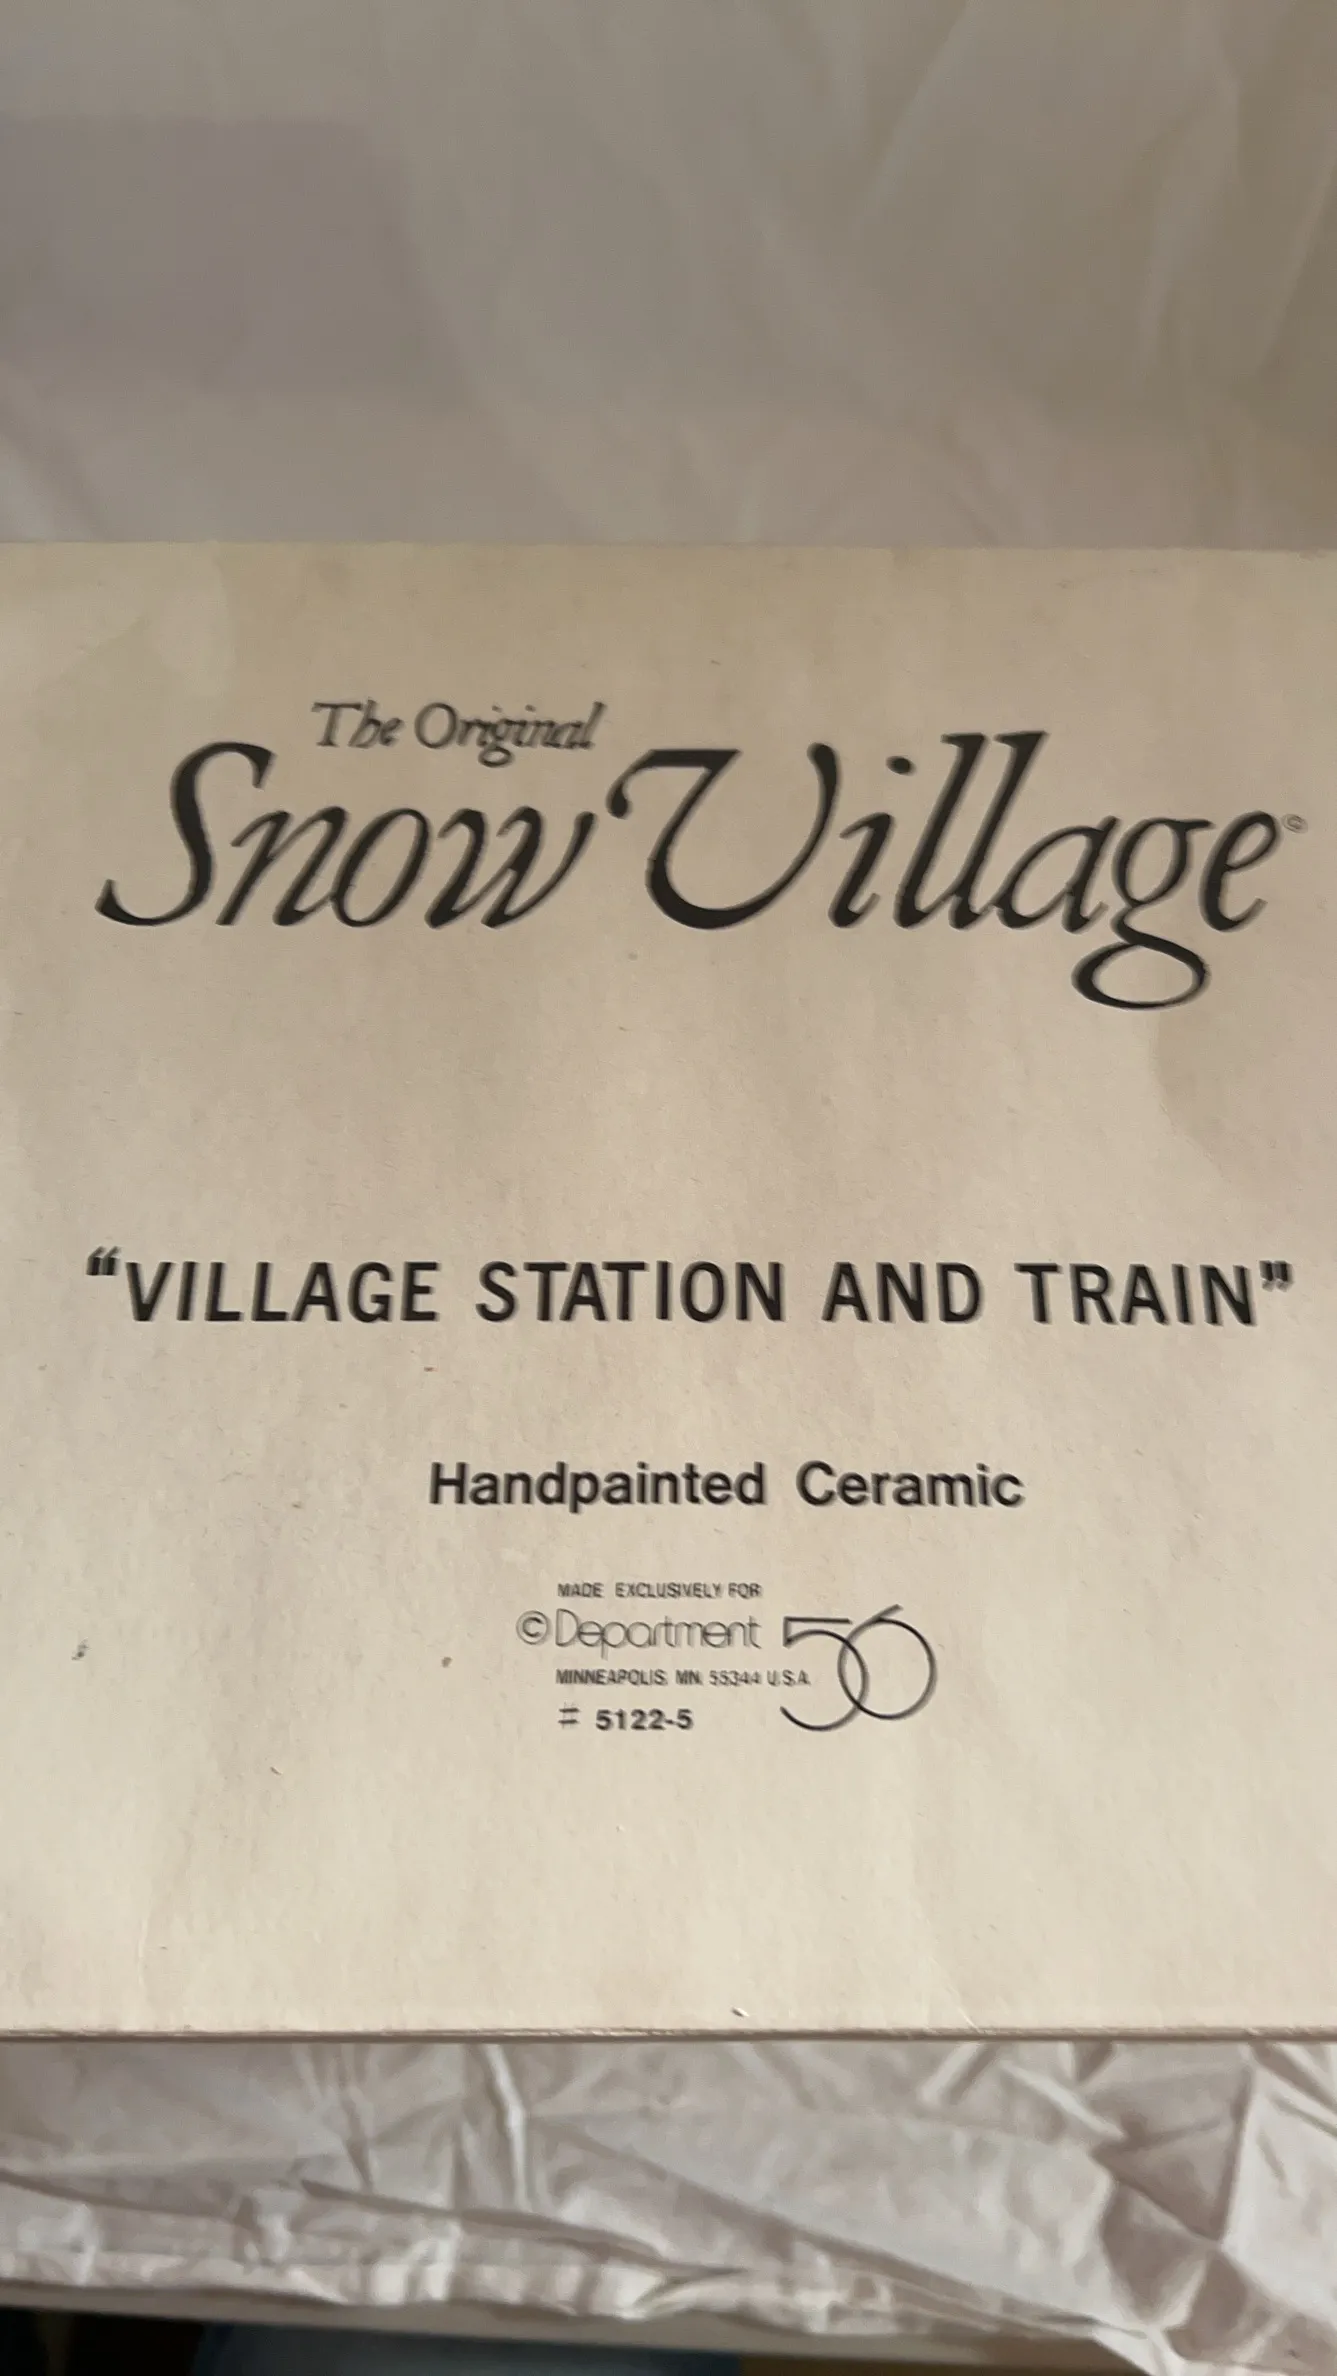 The Original
Snow Village©
“VILLAGE STATION AND TRAIN”
Handpainted Ceramic
MADE EXCLUSIVELY FOR
© Department 56
MINNEAPOLIS, MN. 55344 U.S.A.
# 5122-5